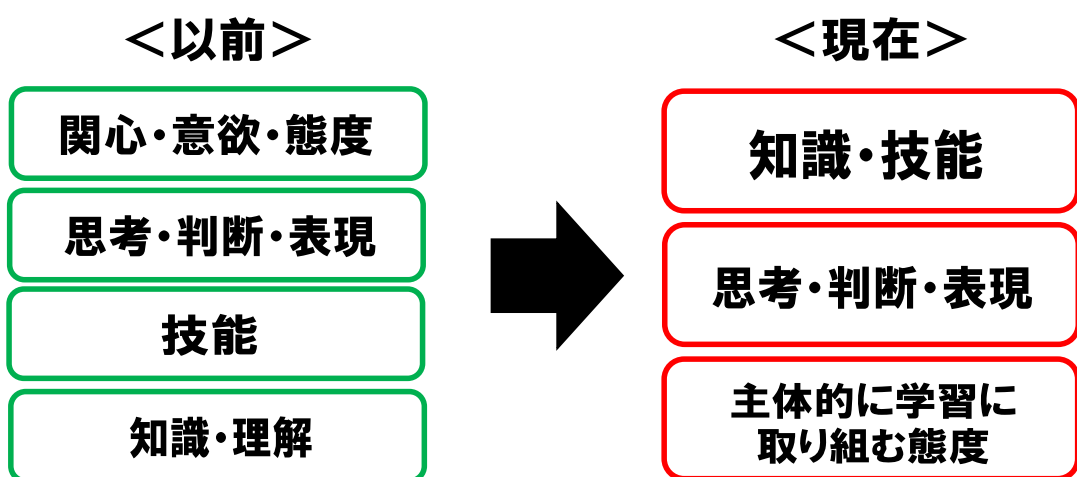 ＜以前＞
関心・意欲・態度
思考・判断・表現
技能
知識・理解
＜現在＞
知識・技能
思考・判断・表現
主体的に学習に
取り組む態度